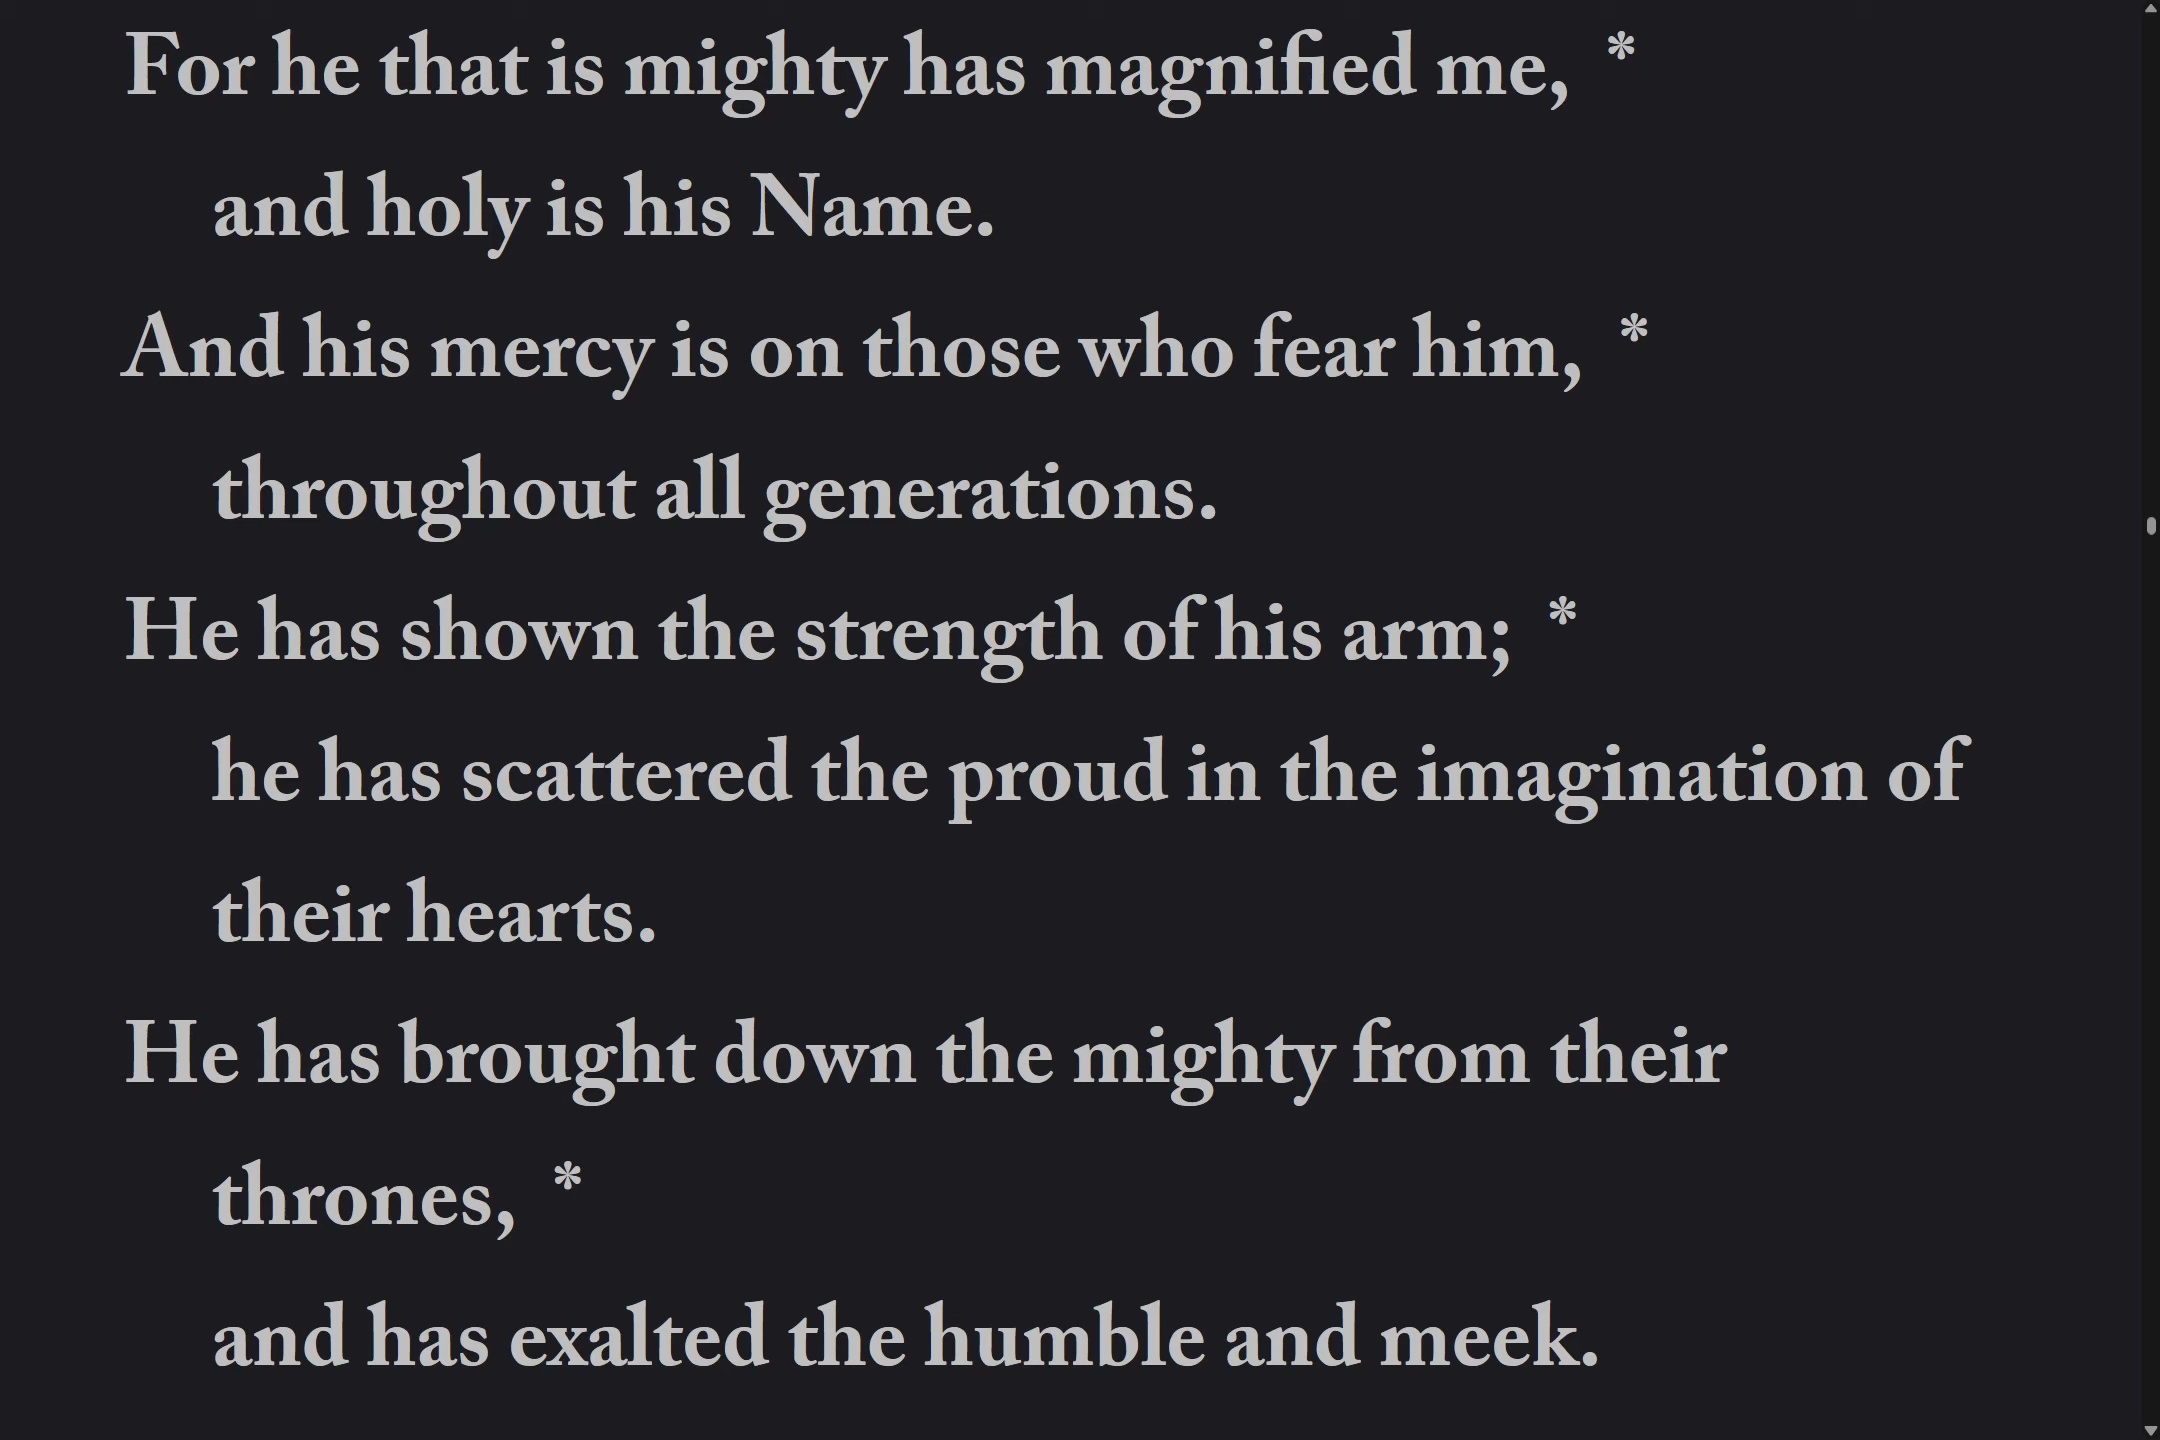 For he that is mighty has magnified me, *
and holy is his Name.
And his mercy is on those who fear him, *
throughout all generations.
He has shown the strength of his arm; *
he has scattered the proud in the imagination of
their hearts.
He has brought down the mighty from their
thrones, *
and has exalted the humble and meek.